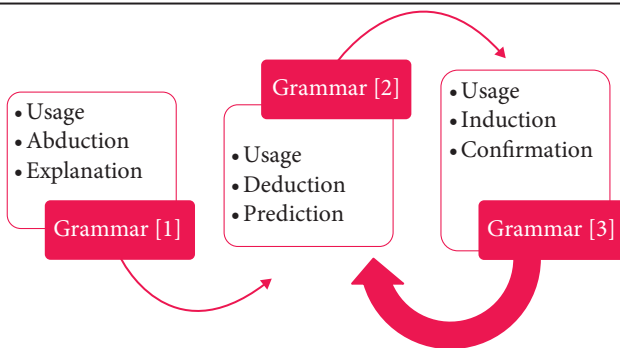 • Usage
• Abduction
• Explanation
Grammar [1]
Grammar [2]
• Usage
• Deduction
• Prediction
• Usage
• Induction
• Confirmation
Grammar [3]